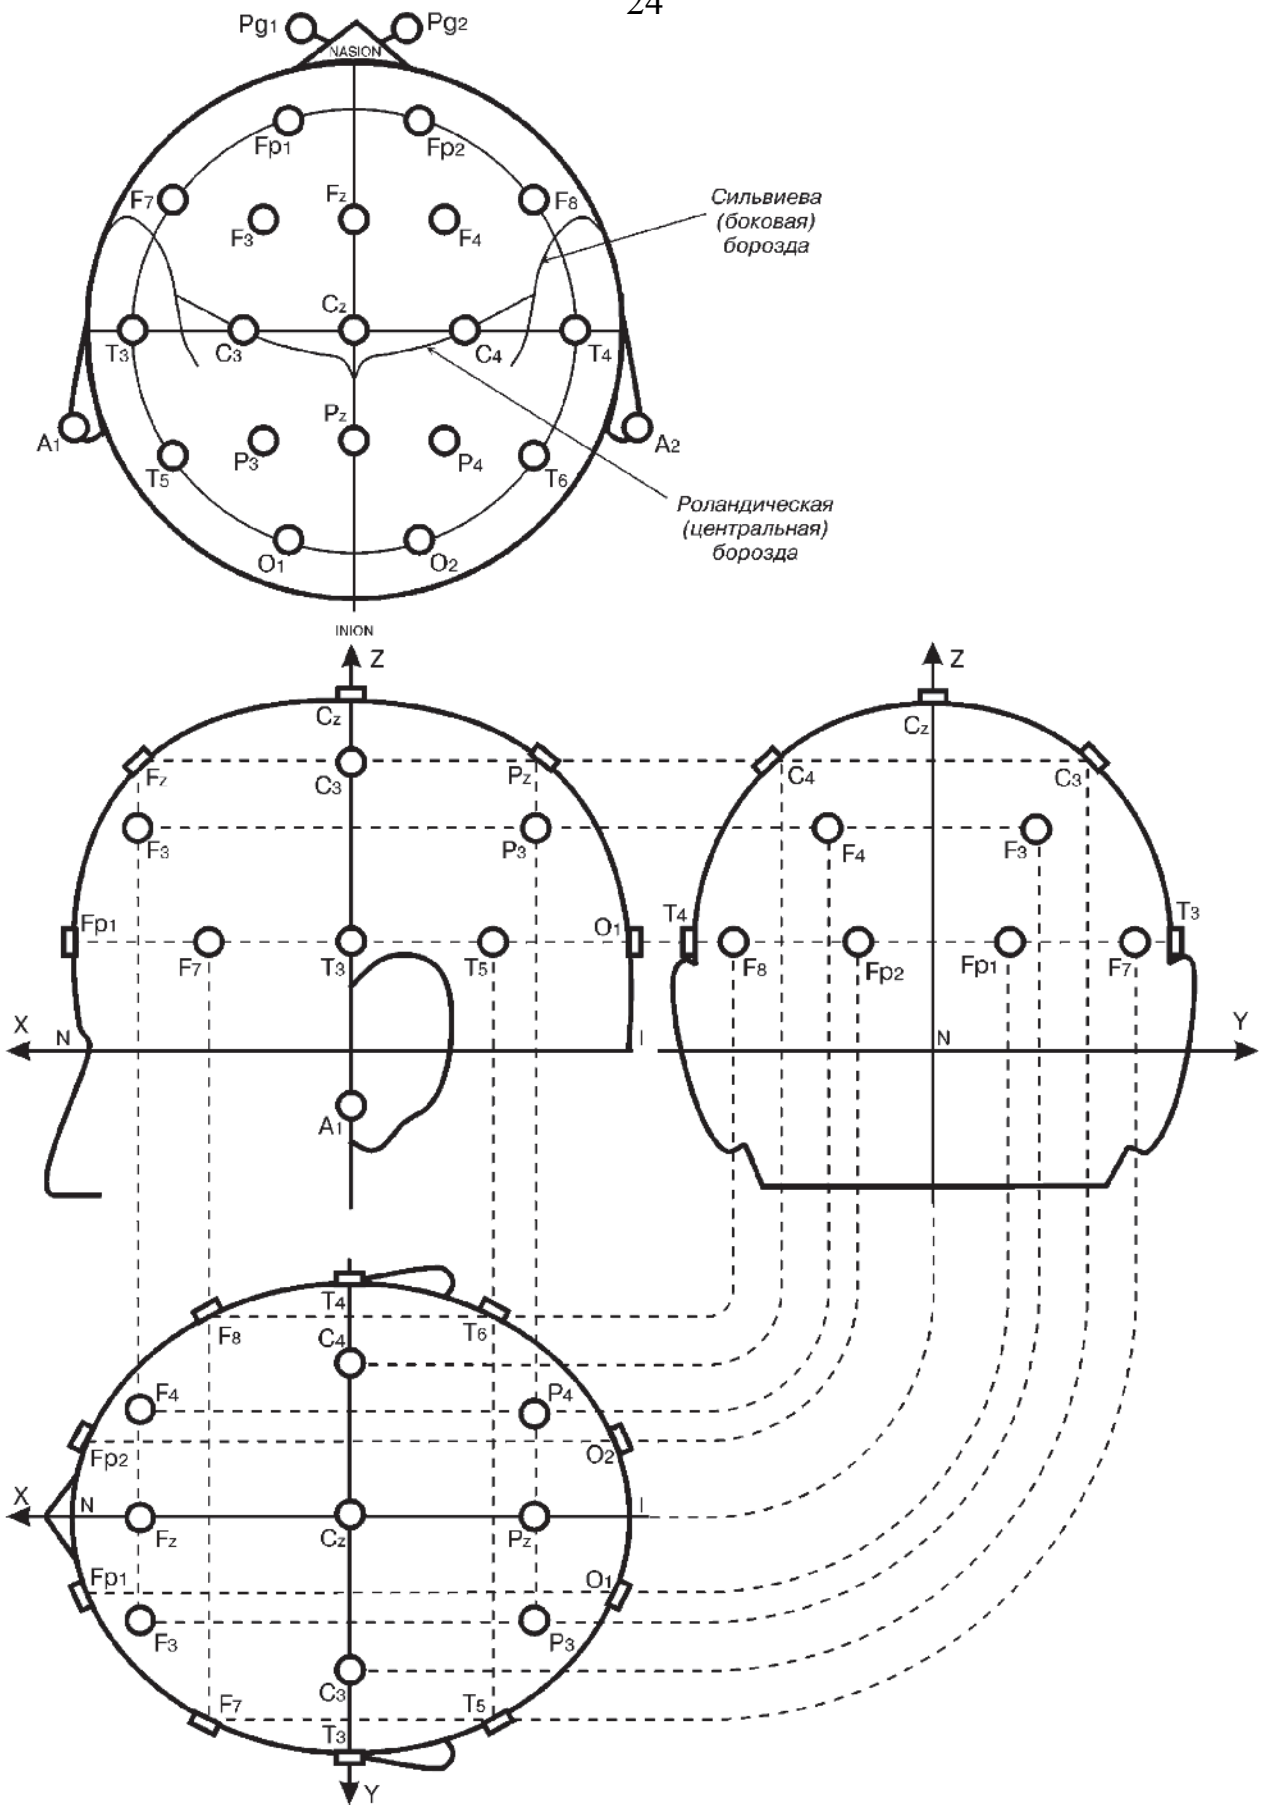 24
Pg1 Pg2
NASION
Fp1 Fp2
F7 Fz F8
F3 F4
Сильвиева
(боковая)
борозда
Cz
T3 C3 C4 T4
Pz
A1 P3 P4 A2
T5 T6
Роландическая
(центральная)
борозда
O1 O2
INION
Z Z
Cz Cz
Fz Pz C4 C3
C3
F3 P3 F4 F3
Fp1 O1 T4 T3
F7 T3 T5 F8 Fp2 Fp1 F7
X N I N Y
A1
T4
F8 C4 T6
F4 P4
Fp2 O2
X N I
Fz Cz Pz
Fp1 O1
F3 P3
C3
F7 T5
T3
Y